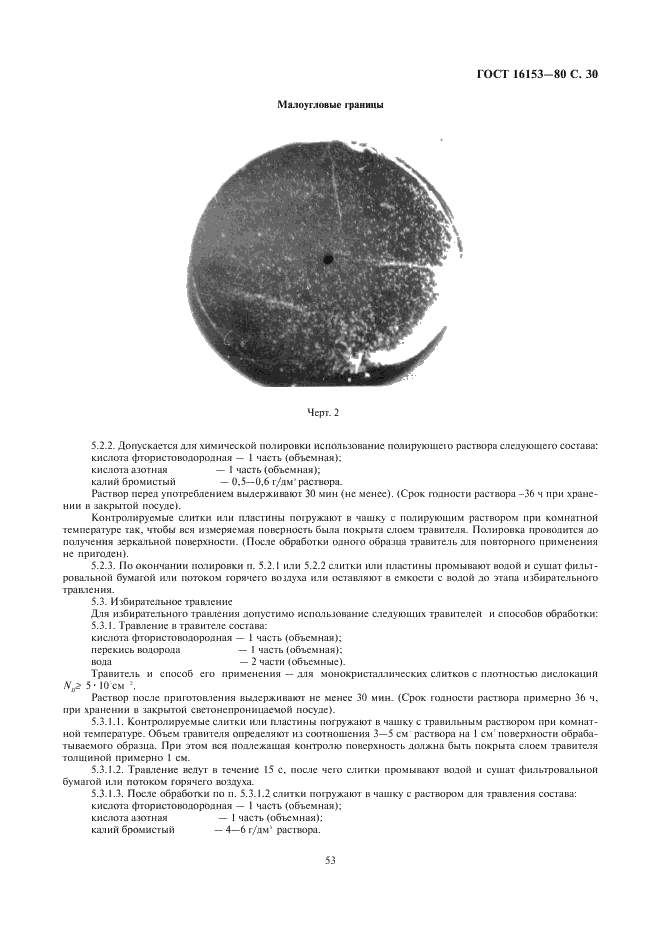 ГОСТ 16153—80 С. 30
Малоугловые границы
Черт. 2
5.2.2. Допускается для химической полировки использование полирующего раствора следующего состава:
кислота фтористоводородная — 1 часть (объемная);
кислота азотная — 1 часть (объемная);
калий бромистый — 0,5—0,6 г/дм³ раствора.
Раствор перед употреблением выдерживают 30 мин (не менее). (Срок годности раствора –36 ч при хране-
нии в закрытой посуде).
Контролируемые слитки или пластины погружают в чашку с полирующим раствором при комнатной
температуре так, чтобы вся измеряемая поверность была покрыта слоем травителя. Полировка проводится до
получения зеркальной поверхности. (После обработки одного образца травитель для повторного применения
не пригоден).
5.2.3. По окончании полировки п. 5.2.1 или 5.2.2 слитки или пластины промывают водой и сушат фильт-
ровальной бумагой или потоком горячего воздуха или оставляют в емкости с водой до этапа избирательного
травления.
5.3. Избирательное травление
Для избирательного травления допустимо использование следующих травителей и способов обработки:
5.3.1. Травление в травителе состава:
кислота фтористоводородная — 1 часть (объемная);
перекись водорода — 1 часть (объемная);
вода — 2 части (объемные).
Травитель и способ его применения — для монокристаллических слитков с плотностью дислокаций
≥ 5 · 10 см ².
Раствор после приготовления выдерживают не менее 30 мин. (Срок годности раствора примерно 36 ч,
при хранении в закрытой светонепроницаемой посуде).
5.3.1.1. Контролируемые слитки или пластины погружают в чашку с травильным раствором при комнат-
ной температуре. Объем травителя определяют из соотношения 3—5 см раствора на 1 см поверхности обраба-
тываемого образца. При этом вся подлежащая контролю поверхность должна быть покрыта слоем травителя
толщиной примерно 1 см.
5.3.1.2. Травление ведут в течение 15 с, после чего слитки промывают водой и сушат фильтровальной
бумагой или потоком горячего воздуха.
5.3.1.3. После обработки по п. 5.3.1.2 слитки погружают в чашку с раствором для травления состава:
кислота фтористоводородная — 1 часть (объемная);
кислота азотная — 1 часть (объемная);
калий бромистый — 4—6 г/дм³ раствора.
53